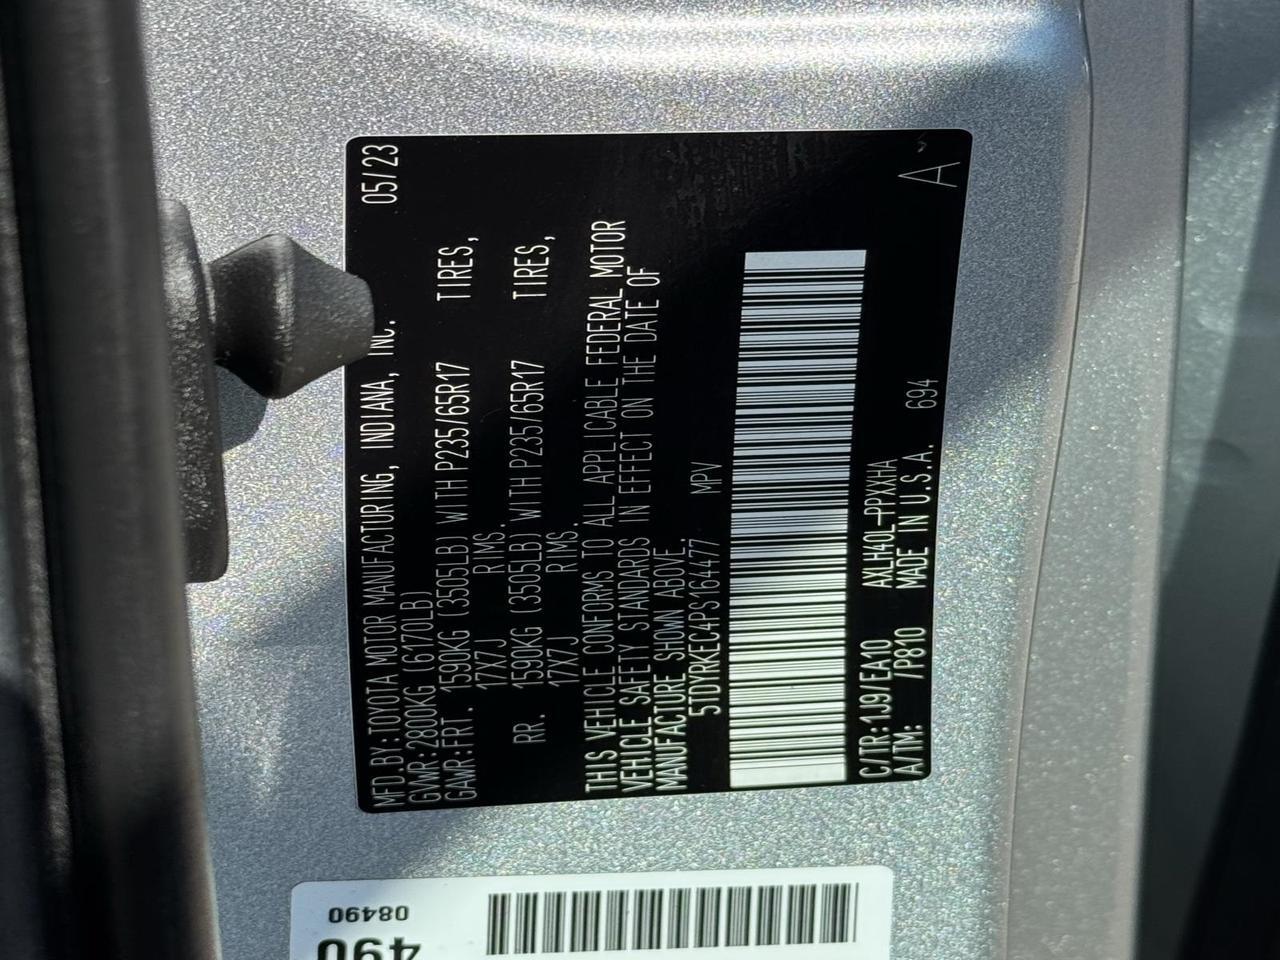 MFD.BY:TOYOTA MOTOR MANUFACTURING, INDIANA, INC. 05/23
GVWR:2800KG (6170LB)
GAWR:FRT. 1590KG (3505LB) WITH P235/65R17 TIRES,
17X7J RIMS.
RR. 1590KG (3505LB) WITH P235/65R17 TIRES,
17X7J RIMS.
THIS VEHICLE CONFORMS TO ALL APPLICABLE FEDERAL MOTOR
VEHICLE SAFETY STANDARDS IN EFFECT ON THE DATE OF
MANUFACTURE SHOWN ABOVE.
5TDYRKEC4PS164477 MPV
C/TR:1J9/EA10 AXLH40L-PPXXHA
A/TM: /P810 MADE IN U.S.A. 694
A
08490
490